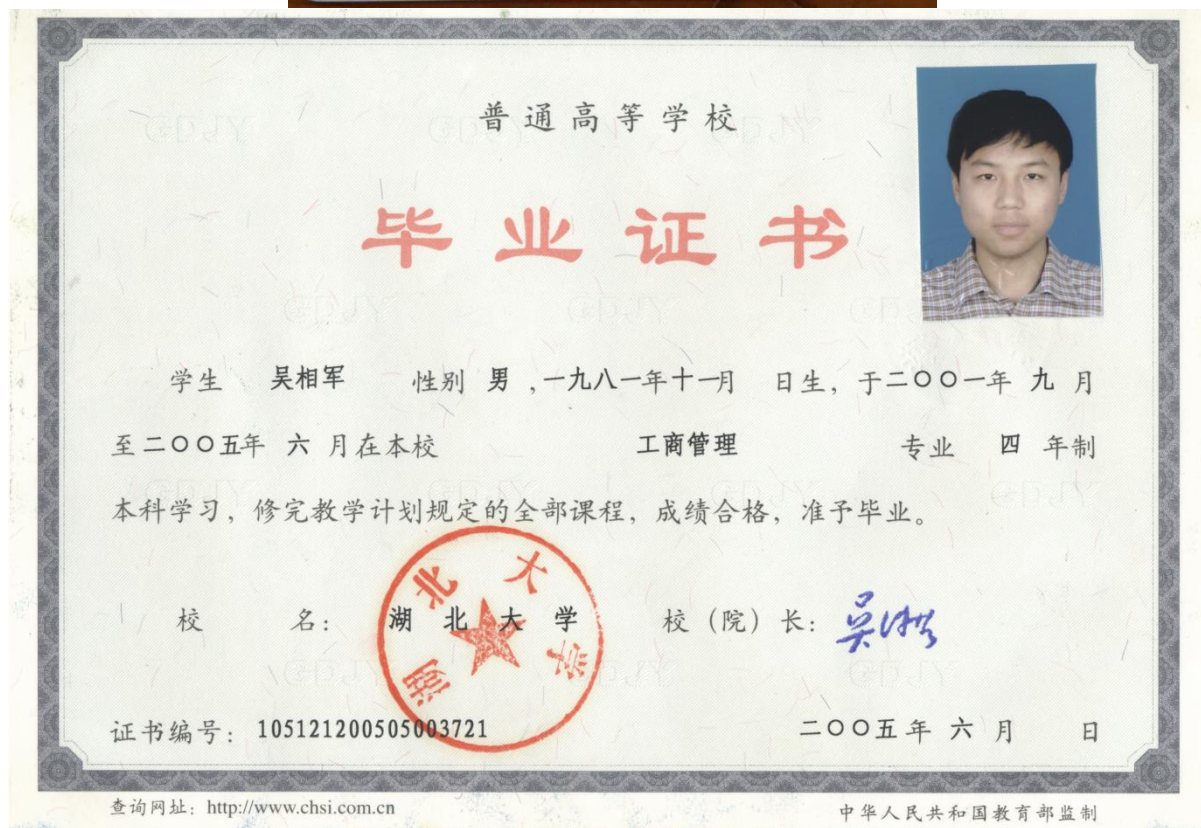 普通高等学校
毕业证书
学生 吴相军 性别 男 ,一九八一年十一月 日生, 于二〇〇一年 九 月
至二〇〇五年 六 月在本校 工商管理 专业 四 年制
本科学习, 修完教学计划规定的全部课程, 成绩合格, 准予毕业。
湖北大学
校 名: 湖 北 大 学 校 (院) 长:
证书编号: 105121200505003721 二〇〇五年 六 月 日
查询网址: http://www.chsi.com.cn 中华人民共和国教育部监制